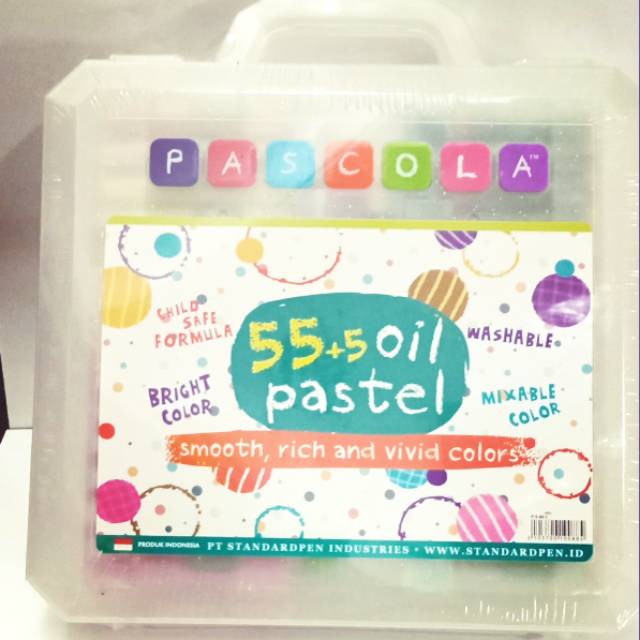 PASCOLA™
CHILD
SAFE
FORMULA
55+5 oil
pastel
WASHABLE
BRIGHT
COLOR
MIXABLE
COLOR
smooth, rich and vivid colors
PRODUK INDONESIA PT STANDARDPEN INDUSTRIES • WWW.STANDARDPEN.ID